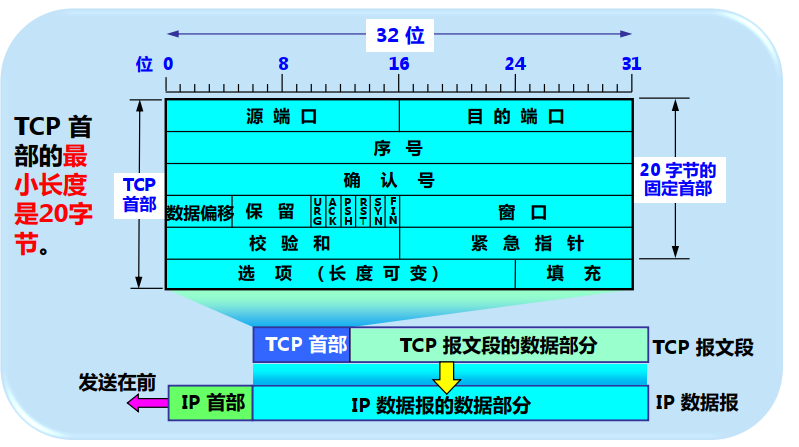 32 位
位 0 8 16 24 31
TCP 首
部的最
小长度
是20字
节。
TCP
首部
20 字节的
固定首部
源 端 口 目 的 端 口
序 号
确 认 号
数据偏移 保 留 URG ACK PSH RST SYN FIN 窗 口
校 验 和 紧 急 指 针
选 项 (长 度 可 变) 填 充
TCP 首部 TCP 报文段的数据部分 TCP 报文段
发送在前
IP 首部 IP 数据报的数据部分 IP 数据报